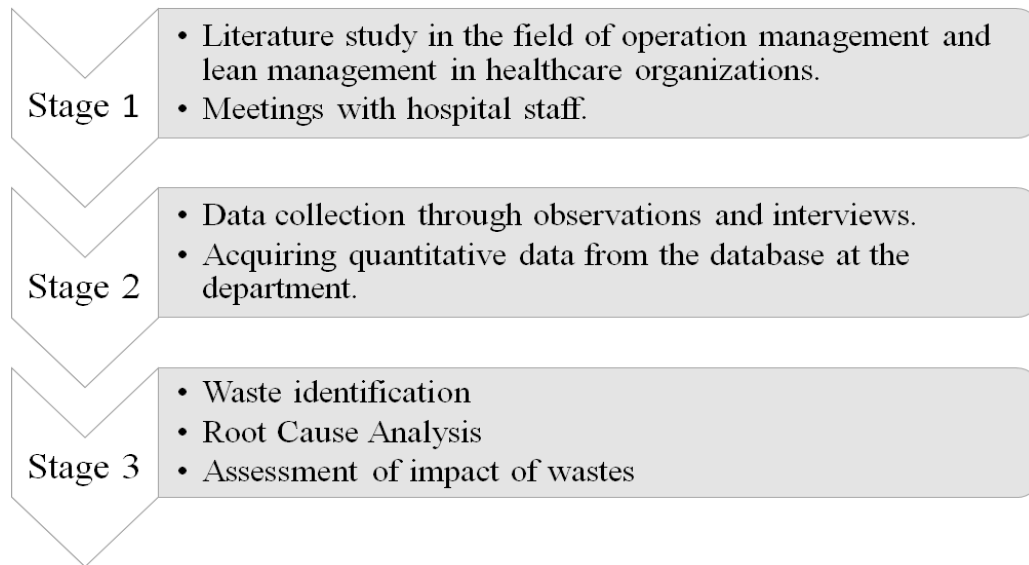 Stage 1
• Literature study in the field of operation management and
lean management in healthcare organizations.
• Meetings with hospital staff.
Stage 2
• Data collection through observations and interviews.
• Acquiring quantitative data from the database at the
department.
Stage 3
• Waste identification
• Root Cause Analysis
• Assessment of impact of wastes